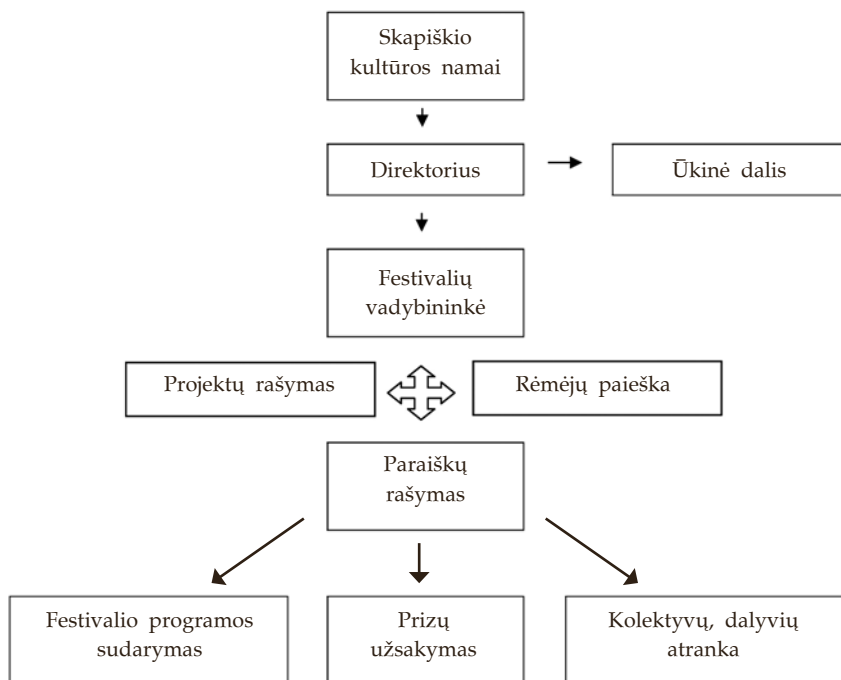 Skapiškio
kultūros namai
Direktorius
Ūkinė dalis
Festivalių
vadybininkė
Projektų rašymas
Rėmėjų paieška
Paraiškų
rašymas
Festivalio programos
sudarymas
Prizų
užsakymas
Kolektyvų, dalyvių
atranka